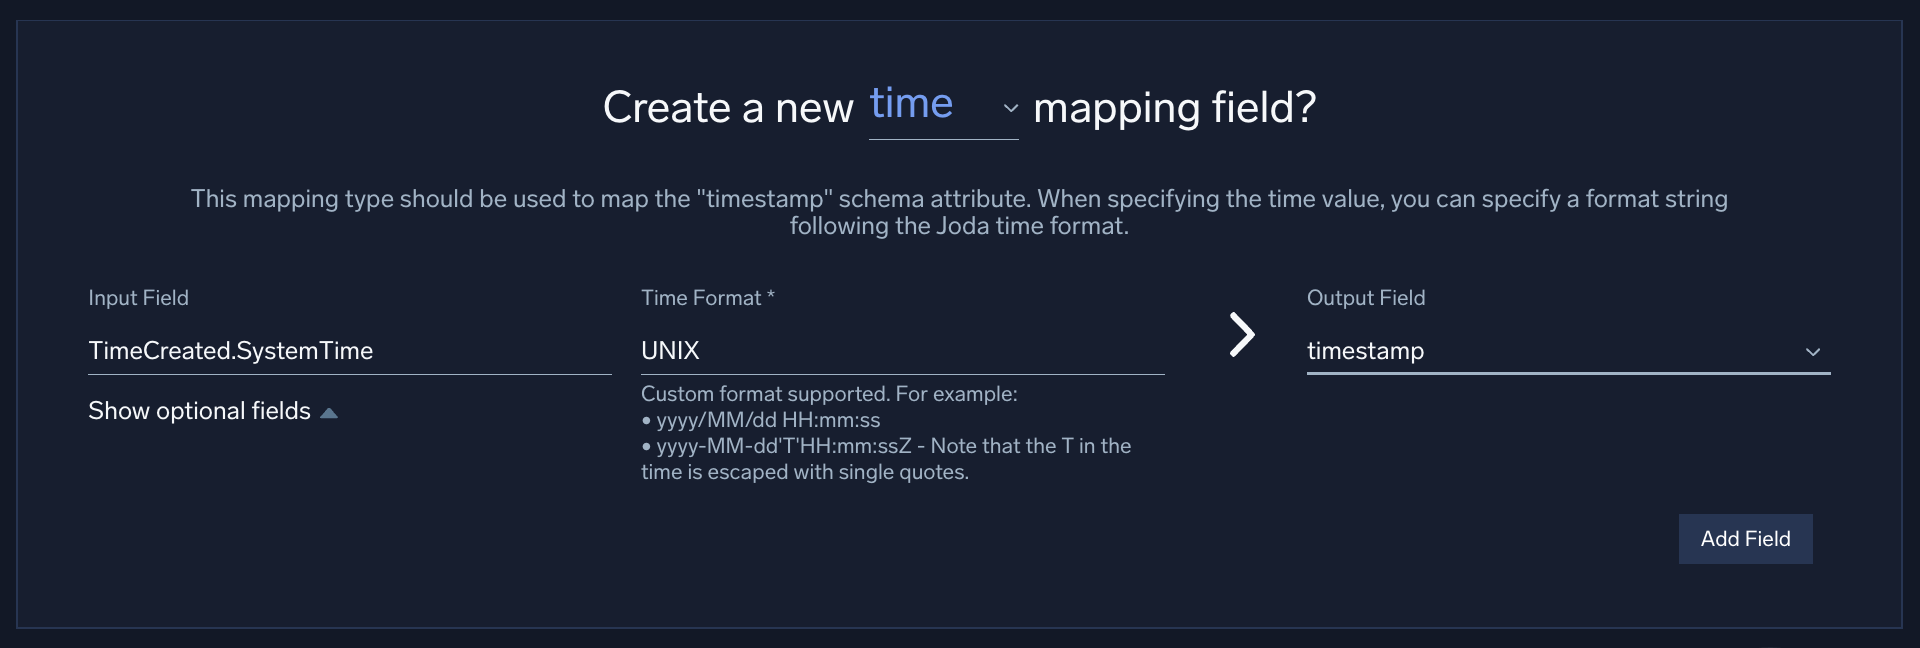 Create a new time mapping field?
This mapping type should be used to map the "timestamp" schema attribute. When specifying the time value, you can specify a format string
following the Joda time format.
Input Field
TimeCreated.SystemTime
Show optional fields
Time Format *
UNIX
Custom format supported. For example:
• yyyy/MM/dd HH:mm:ss
• yyyy-MM-dd'T'HH:mm:ssZ - Note that the T in the
time is escaped with single quotes.
Output Field
timestamp
Add Field